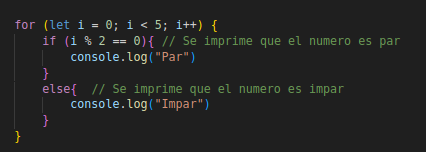 for (let i = 0; i < 5; i++) {
    if (i % 2 == 0){ // Se imprime que el numero es par
        console.log("Par")
    }
    else{  // Se imprime que el numero es impar
        console.log("Impar")
    }
}